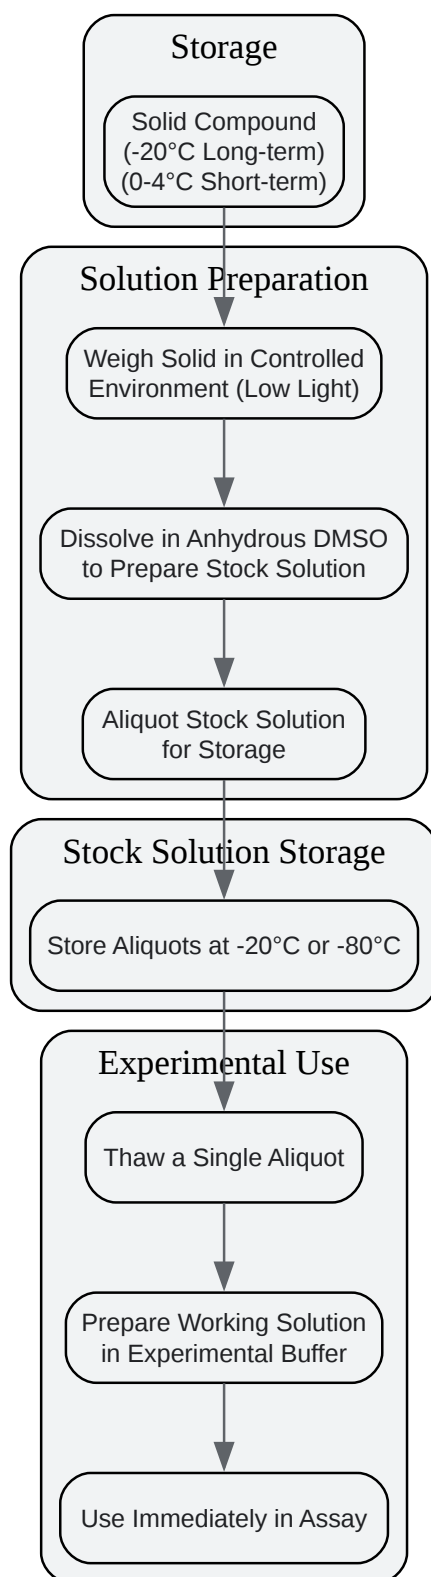 Storage
Solid Compound
(-20°C Long-term)
(0-4°C Short-term)
Solution Preparation
Weigh Solid in Controlled
Environment (Low Light)
Dissolve in Anhydrous DMSO
to Prepare Stock Solution
Aliquot Stock Solution
for Storage
Stock Solution Storage
Store Aliquots at -20°C or -80°C
Experimental Use
Thaw a Single Aliquot
Prepare Working Solution
in Experimental Buffer
Use Immediately in Assay